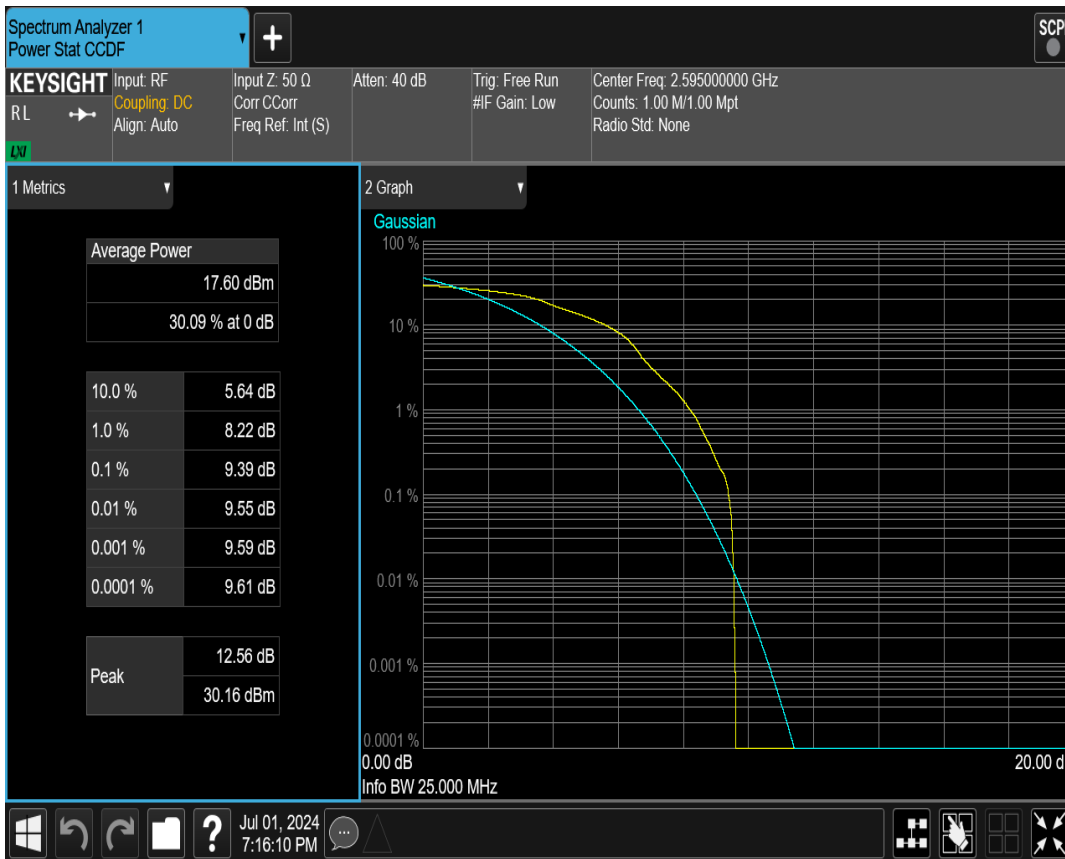 Spectrum Analyzer 1
Power Stat CCDF
+
SCP
KEYSIGHT
RL
LXI
Input: RF
Coupling: DC
Align: Auto
Input Z: 50 Ω
Corr CCorr
Freq Ref: Int (S)
Atten: 40 dB
Trig: Free Run
#IF Gain: Low
Center Freq: 2.595000000 GHz
Counts: 1.00 M/1.00 Mpt
Radio Std: None
1 Metrics
Average Power
17.60 dBm
30.09 % at 0 dB
10.0 % 5.64 dB
1.0 % 8.22 dB
0.1 % 9.39 dB
0.01 % 9.55 dB
0.001 % 9.59 dB
0.0001 % 9.61 dB
Peak
12.56 dB
30.16 dBm
2 Graph
Gaussian
100 %
10 %
1 %
0.1 %
0.01 %
0.001 %
0.0001 %
0.00 dB
20.00 d
Info BW 25.000 MHz
?
Jul 01, 2024
7:16:10 PM